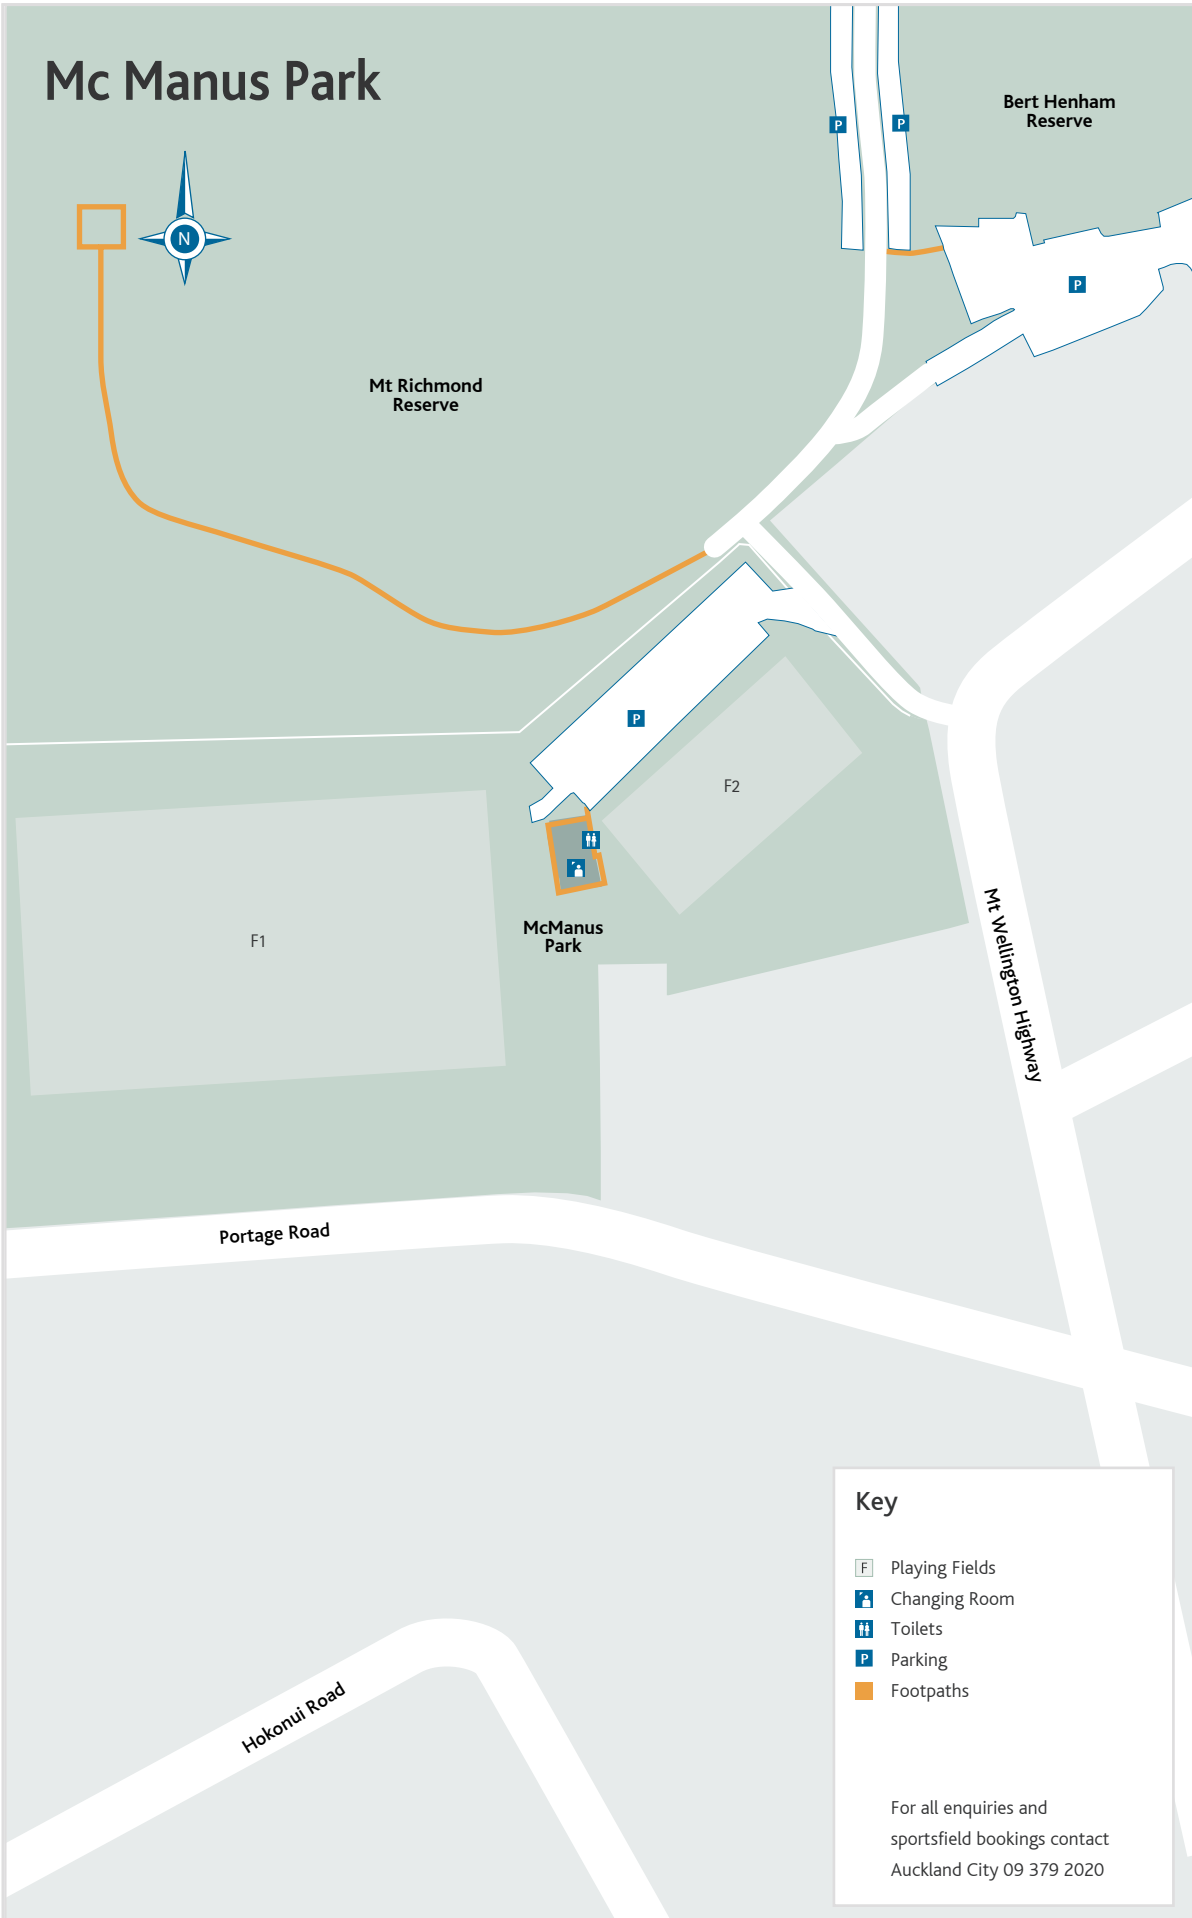 Mc Manus Park
P
P
Bert Henham
Reserve
N
P
Mt Richmond
Reserve
P
F2
F1
McManus
Park
Mt Wellington Highway
Portage Road
Key
F Playing Fields
Changing Room
Toilets
P Parking
Footpaths
Hokonui Road
For all enquiries and
sportsfield bookings contact
Auckland City 09 379 2020